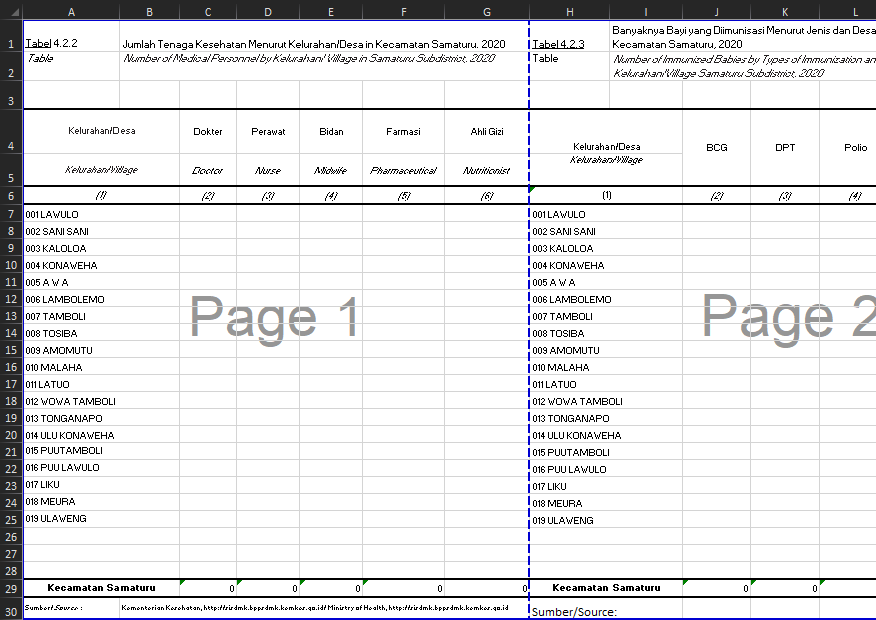 A B C D E F G H I J K L
1 Tabel 4.2.2 Jumlah Tenaga Kesehatan Menurut Kelurahan/Desa in Kecamatan Samaturu. 2020 Tabel 4.2.3 Banyaknya Bayi yang Diimunisasi Menurut Jenis dan Desa
Kecamatan Samaturu, 2020
2 Table Number of Medical Personnel by Kelurahan/Village in Samaturu Subdistrict, 2020 Table Number of Immunized Babies by Types of Immunization an
Kelurahan/Village Samaturu Subdistrict, 2020
3
4 Kelurahan/Desa Dokter Perawat Bidan Farmasi Ahli Gizi Kelurahan/Desa BCG DPT Polio
5 Kelurahan/Village Doctor Nurse Midwife Pharmaceutical Nutritionist Kelurahan/Village
6 (1) (2) (3) (4) (5) (6) (1) (2) (3) (4)
7 001 LAWULO 001 LAWULO
8 002 SANI SANI 002 SANI SANI
9 003 KALOLOA 003 KALOLOA
10 004 KONAWEHA 004 KONAWEHA
11 005 A W A 005 A W A
12 006 LAMBOLEMO 006 LAMBOLEMO
13 007 TAMBOLI 007 TAMBOLI
Page 1 Page 2
14 008 TOSIBA 008 TOSIBA
15 009 AMOMUTU 009 AMOMUTU
16 010 MALAHA 010 MALAHA
17 011 LATUO 011 LATUO
18 012 WOWA TAMBOLI 012 WOWA TAMBOLI
19 013 TONGANAPO 013 TONGANAPO
20 014 ULU KONAWEHA 014 ULU KONAWEHA
21 015 PUUTAMBOLI 015 PUUTAMBOLI
22 016 PUU LAWULO 016 PUU LAWULO
23 017 LIKU 017 LIKU
24 018 MEURA 018 MEURA
25 019 ULAWENG 019 ULAWENG
26
27
28
29 Kecamatan Samaturu 0 0 0 0 0 Kecamatan Samaturu 0 0
30 Sumber/Source : Kementerian Kesehatan, http:// Ministry of Health, http:// Sumber/Source: